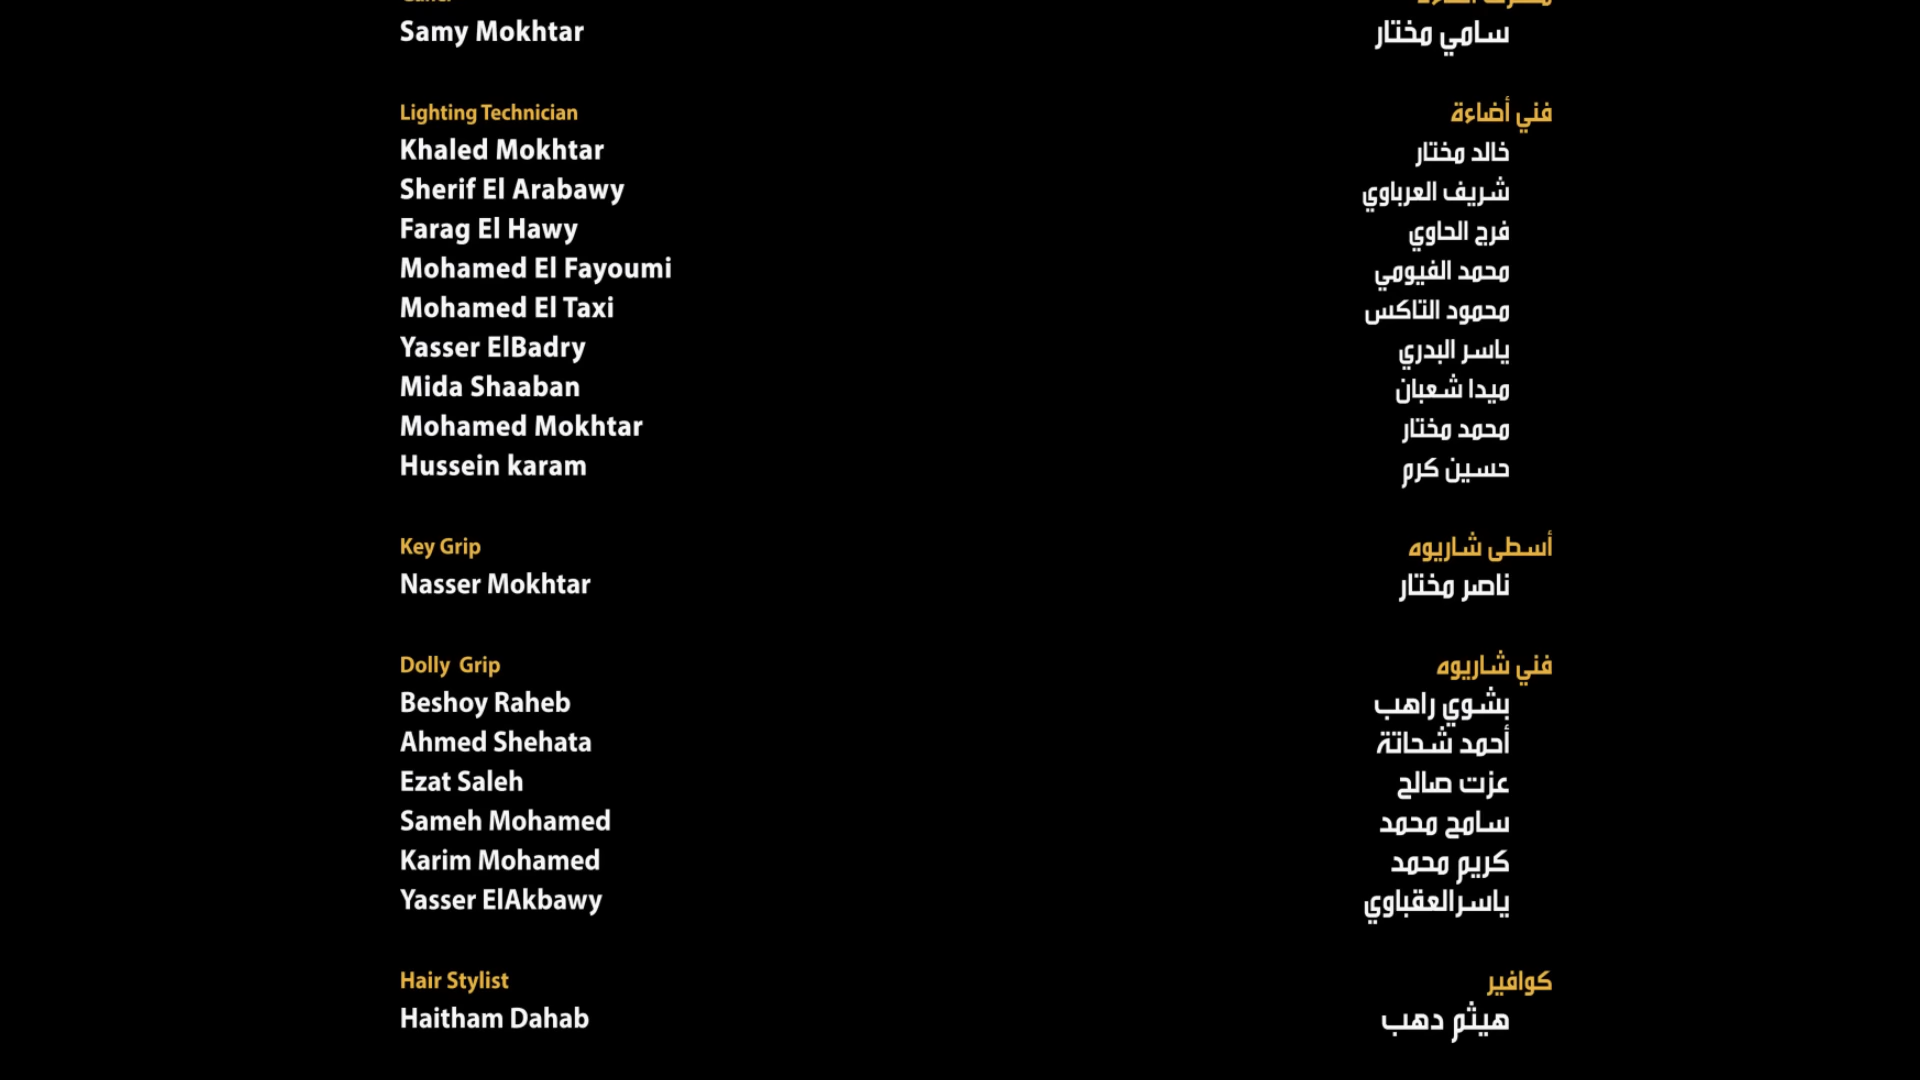 Samy Mokhtar
سامي مختار
Lighting Technician
فني أضاءة
Khaled Mokhtar
خالد مختار
Sherif El Arabawy
شريف العرباوي
Farag El Hawy
فرج الحاوي
Mohamed El Fayoumi
محمد الفيومي
Mohamed El Taxi
محمود التاكس
Yasser ElBadry
ياسر البدري
Mida Shaaban
ميدا شعبان
Mohamed Mokhtar
محمد مختار
Hussein karam
حسين كرم
Key Grip
أسطى شاريوه
Nasser Mokhtar
ناصر مختار
Dolly Grip
فني شاريوه
Beshoy Raheb
بشوي راهب
Ahmed Shehata
أحمد شحاتة
Ezat Saleh
عزت صالح
Sameh Mohamed
سامح محمد
Karim Mohamed
كريم محمد
Yasser ElAkbawy
ياسرالعقباوي
Hair Stylist
كوافير
Haitham Dahab
هيثم دهب